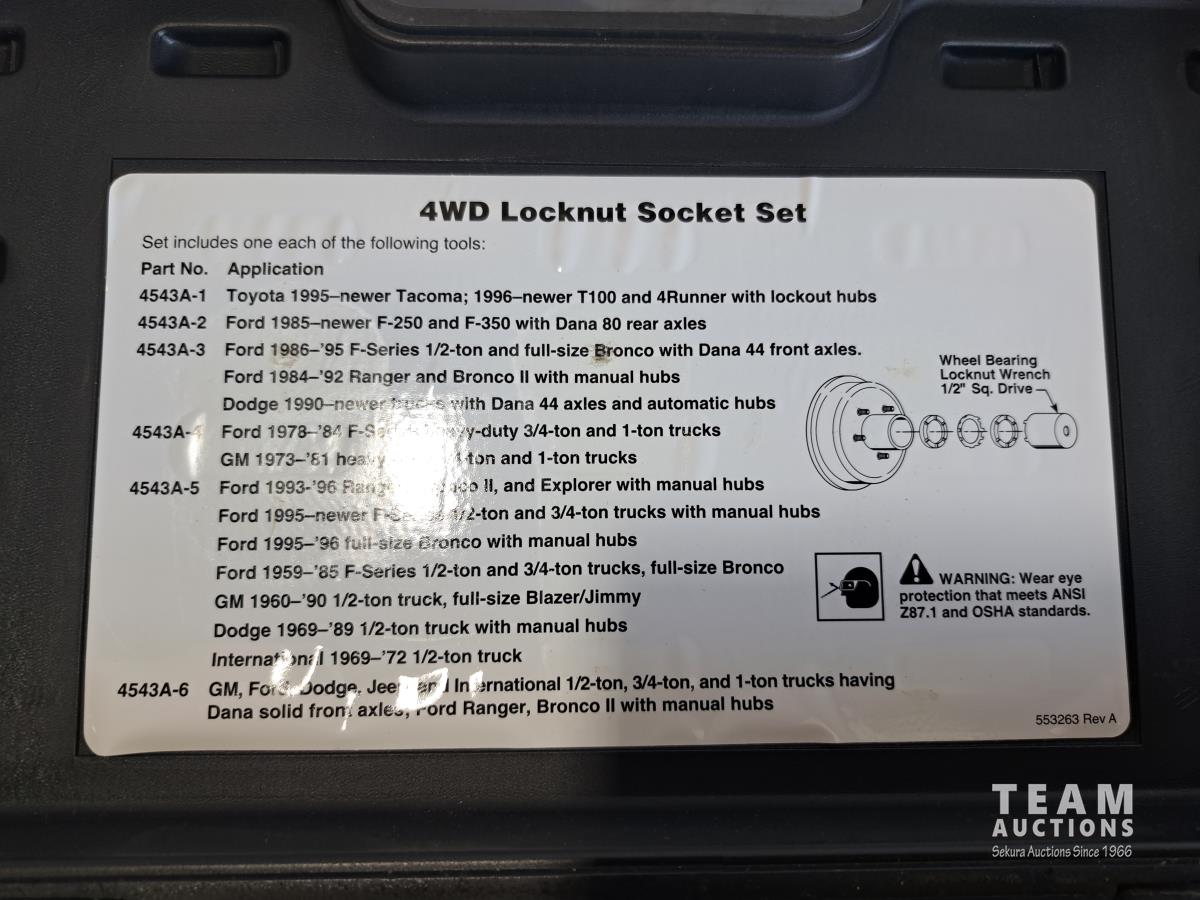 4WD Locknut Socket Set
Set includes one each of the following tools:
Part No. Application
4543A-1 Toyota 1995–newer Tacoma; 1996–newer T100 and 4Runner with lockout hubs
4543A-2 Ford 1985–newer F-250 and F-350 with Dana 80 rear axles
4543A-3 Ford 1986–'95 F-Series 1/2-ton and full-size Bronco with Dana 44 front axles.
Ford 1984–'92 Ranger and Bronco II with manual hubs
Dodge 1990–newer trucks with Dana 44 axles and automatic hubs
4543A-4 Ford 1978–'84 and 1-ton trucks
GM 1973–'81 heavy and 1-ton trucks
4543A-5 Ford 1993-'96 II, and Explorer with manual hubs
Ford 1995–newer F-Series 1/2-ton and 3/4-ton trucks with manual hubs
Ford 1995–'96 full-size Bronco with manual hubs
Ford 1959–'85 F-Series 1/2-ton and 3/4-ton trucks, full-size Bronco
GM 1960–'90 1/2-ton truck, full-size Blazer/Jimmy
Dodge 1969–'89 1/2-ton truck with manual hubs
International 1969–'72 1/2-ton truck
4543A-6 GM, Ford, Dodge, Jeep and International 1/2-ton, 3/4-ton, and 1-ton trucks having
Dana solid front axles, Ford Ranger, Bronco II with manual hubs
Wheel Bearing
Locknut Wrench
1/2" Sq. Drive
WARNING: Wear eye
protection that meets ANSI
Z87.1 and OSHA standards.
553263 Rev A
TEAM
AUCTIONS
Sekura Auctions Since 1966